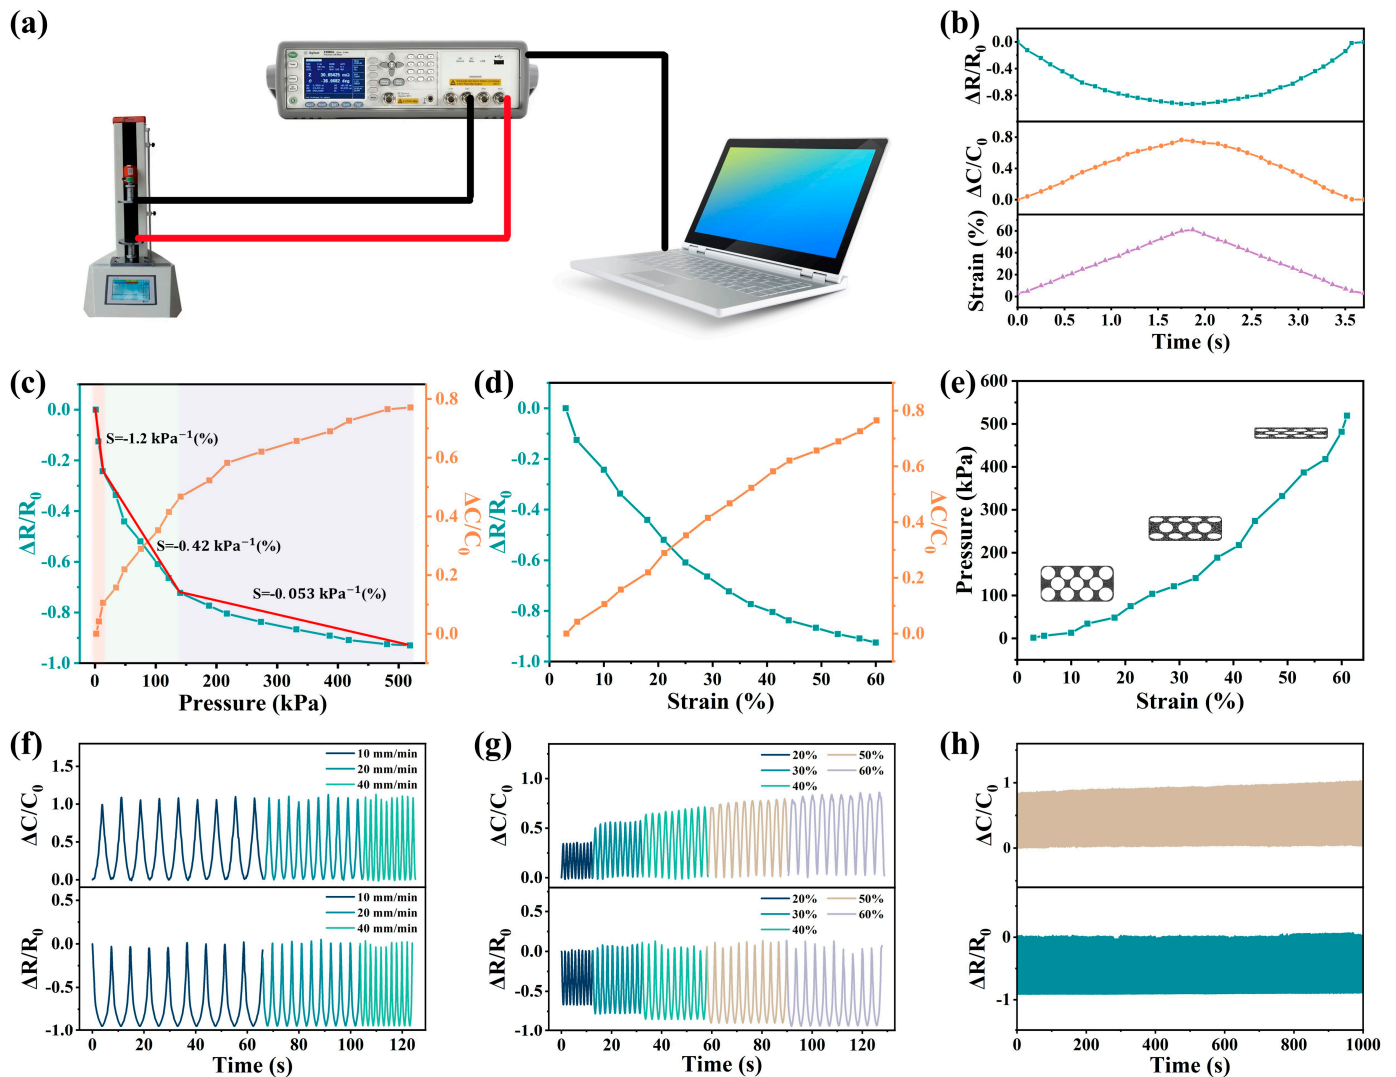 (a)
(b)
0.0
-0.4
-0.8
ΔR/R0
0.8
0.4
0.0
ΔC/C0
60
40
20
0
Strain (%)
0.0 0.5 1.0 1.5 2.0 2.5 3.0 3.5
Time (s)
(c)
0.0
-0.2
-0.4
-0.6
-0.8
-1.0
ΔR/R0
S=-1.2 kPa⁻¹(%)
S=-0.42 kPa⁻¹(%)
S=-0.053 kPa⁻¹(%)
0.8
0.6
0.4
0.2
0.0
ΔC/C0
0 100 200 300 400 500
Pressure (kPa)
(d)
0.0
-0.2
-0.4
-0.6
-0.8
-1.0
ΔR/R0
0.8
0.6
0.4
0.2
0.0
ΔC/C0
0 10 20 30 40 50 60
Strain (%)
(e)
600
500
400
300
200
100
0
Pressure (kPa)
0 10 20 30 40 50 60
Strain (%)
(f)
10 mm/min
20 mm/min
40 mm/min
1.5
1.0
0.5
0.0
ΔC/C0
10 mm/min
20 mm/min
40 mm/min
0.5
0.0
-0.5
-1.0
ΔR/R0
0 20 40 60 80 100 120
Time (s)
(g)
20% 50%
30% 60%
40%
1.0
0.5
0.0
ΔC/C0
20% 50%
30% 60%
40%
0.5
0.0
-0.5
-1.0
ΔR/R0
0 20 40 60 80 100 120
Time (s)
(h)
1
0
ΔC/C0
0
-1
ΔR/R0
0 200 400 600 800 1000
Time (s)